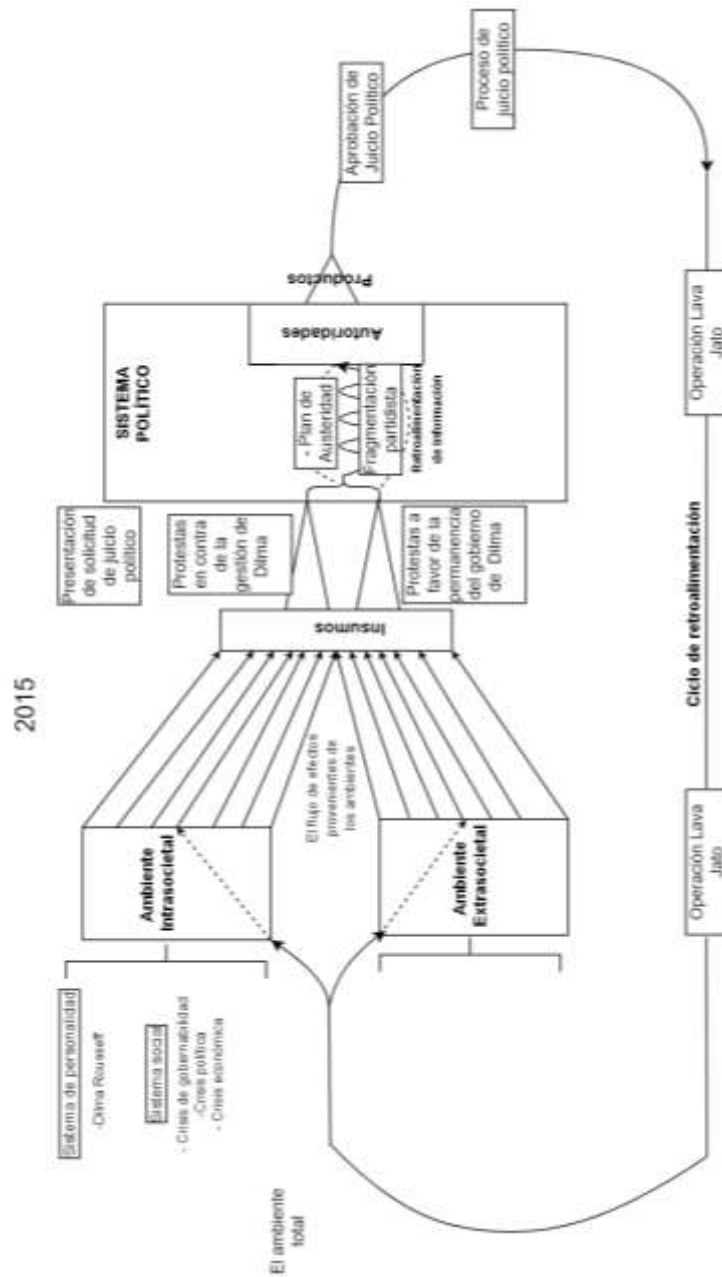 2015
Sistema de personalidad
-Dilma Rousseff
Sistema social
- Crisis de gobernabilidad
-Crisis política
- Crisis económica
El ambiente
total
Ambiente
Intrasocietal
Ambiente
Extrasocietal
El flujo de efectos
provenientes de
los ambientes
Insumos
Presentación
de solicitud
de juicio
político
Protestas
en contra
de la
gestión de
Dilma
Protestas a
favor de la
permanencia
del gobierno
de Dilma
SISTEMA
POLÍTICO
- Plan de
Austeridad
Fragmentación
partidista
Retroalimentación
de información
Autoridades
Productos
Aprobación de
Juicio Político
Proceso de
juicio político
Operación Lava
Jato
Ciclo de retroalimentación
Operación Lava
Jato